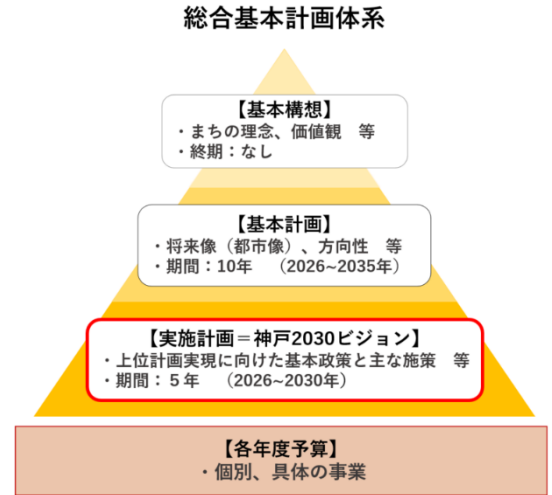 総合基本計画体系
【基本構想】
・まちの理念、価値観　等
・終期：なし
【基本計画】
・将来像（都市像）、方向性　等
・期間：10年　（2026~2035年）
【実施計画＝神戸2030ビジョン】
・上位計画実現に向けた基本政策と主な施策　等
・期間：５年　（2026~2030年）
【各年度予算】
・個別、具体の事業